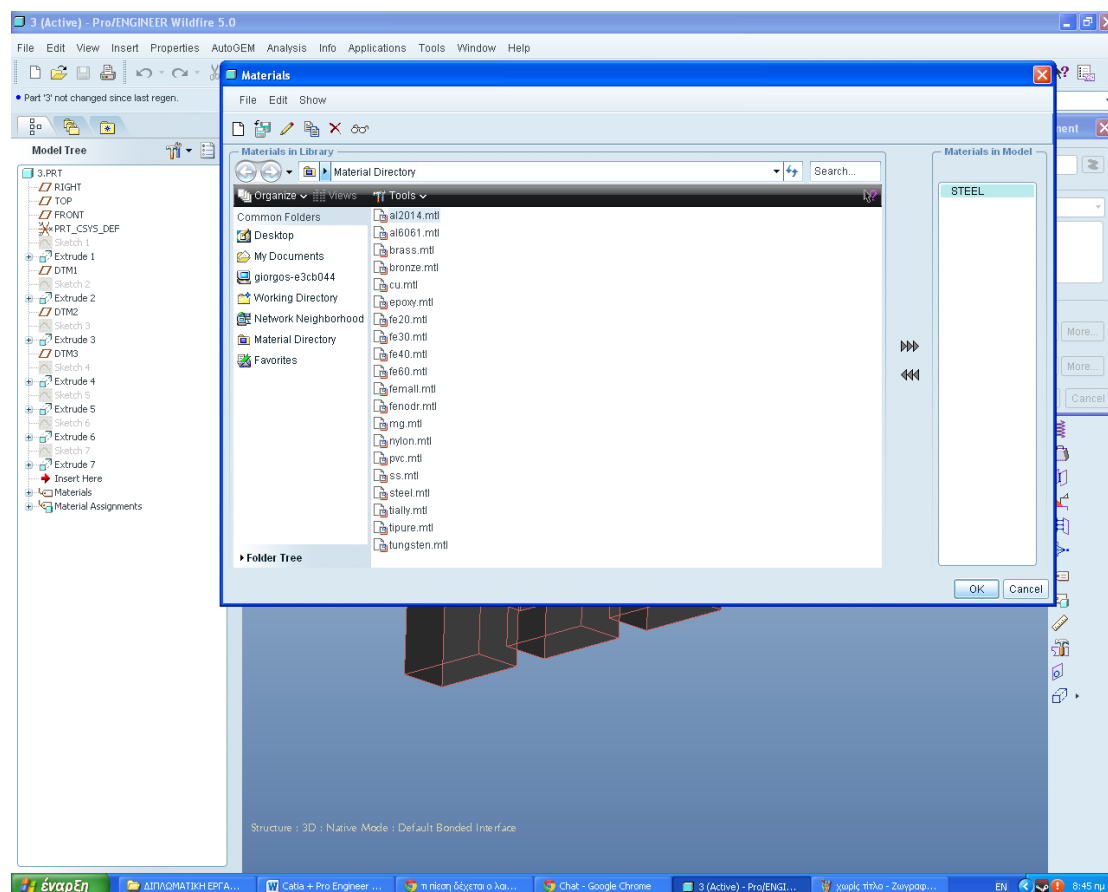 3 (Active) - Pro/ENGINEER Wildfire 5.0
File Edit View Insert Properties AutoGEM Analysis Info Applications Tools Window Help
Part '3' not changed since last regen.
Model Tree
3.PRT
RIGHT
TOP
FRONT
PRT_CSYS_DEF
Sketch 1
Extrude 1
DTM1
Sketch 2
Extrude 2
DTM2
Sketch 3
Extrude 3
DTM3
Sketch 4
Extrude 4
Sketch 5
Extrude 5
Sketch 6
Extrude 6
Sketch 7
Extrude 7
Insert Here
Materials
Material Assignments
Materials
File Edit Show
Materials in Library
Material Directory
Search...
Organize Views Tools
Common Folders
Desktop
My Documents
giorgos-e3cb044
Working Directory
Network Neighborhood
Material Directory
Favorites
Folder Tree
al2014.mtl
al6061.mtl
brass.mtl
bronze.mtl
cu.mtl
epoxy.mtl
fe20.mtl
fe30.mtl
fe40.mtl
fe60.mtl
femall.mtl
fenodr.mtl
mg.mtl
nylon.mtl
pvc.mtl
ss.mtl
steel.mtl
tially.mtl
tipure.mtl
tungsten.mtl
Materials in Model
STEEL
OK Cancel
nent
More...
More...
Cancel
Structure : 3D : Native Mode : Default Bonded Interface
έναρξη
ΔΙΠΛΩΜΑΤΙΚΗ ΕΡΓΑ...
Catia + Pro Engineer ...
τι πίεση δέχεται ο λαι...
Chat - Google Chrome
3 (Active) - Pro/ENGI...
χωρίς τίτλο - Ζωγραφ...
EN
8:45 πμ